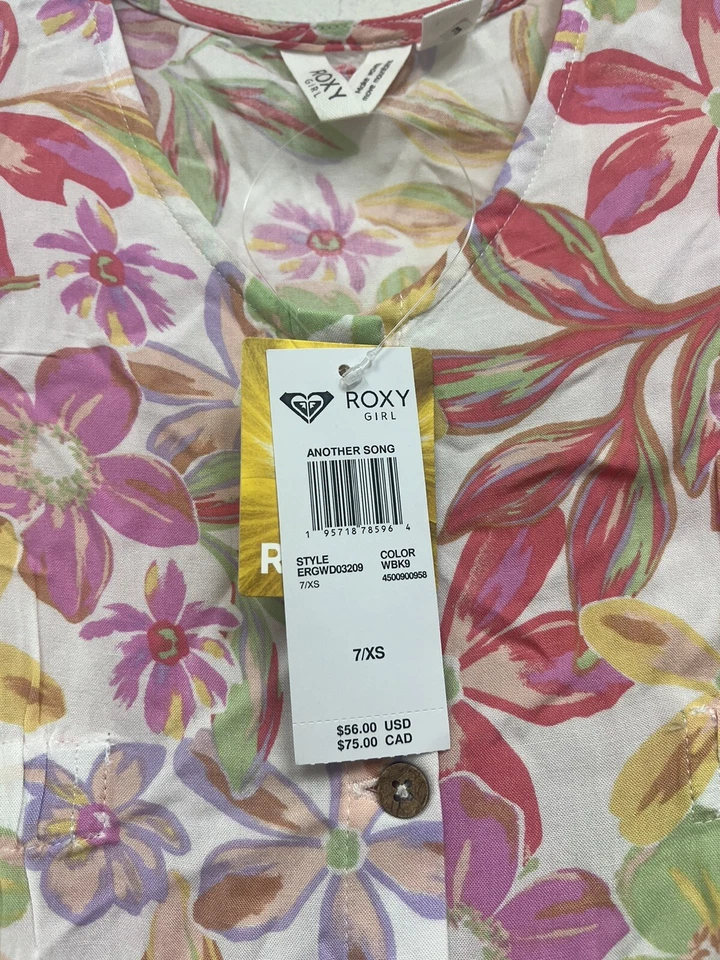 ROXY
GIRL
ROXY
GIRL
ANOTHER SONG
1 95718 78596 4
STYLE COLOR
ERGWD03209 WBK9
7/XS 4500900958
7/XS
$56.00 USD
$75.00 CAD
R